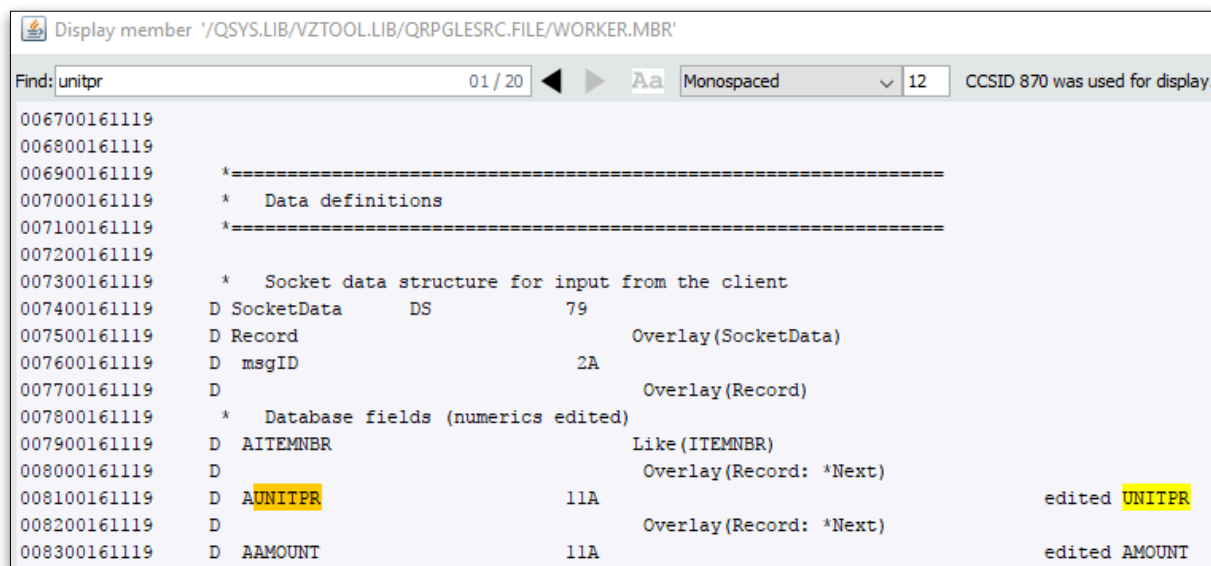 Display member '/QSYS.LIB/VZTOOL.LIB/QRPGLESRC.FILE/WORKER.MBR'
Find: unitpr 01 / 20 Aa Monospaced 12 CCSID 870 was used for display
006700161119
006800161119
006900161119 *================================================================
007000161119 * Data definitions
007100161119 *================================================================
007200161119
007300161119 * Socket data structure for input from the client
007400161119 D SocketData DS 79
007500161119 D Record Overlay(SocketData)
007600161119 D msgID 2A
007700161119 D Overlay(Record)
007800161119 * Database fields (numerics edited)
007900161119 D AITEMNBR Like(ITEMNBR)
008000161119 D Overlay(Record: *Next)
008100161119 D AUNITPR 11A edited UNITPR
008200161119 D Overlay(Record: *Next)
008300161119 D AAMOUNT 11A edited AMOUNT